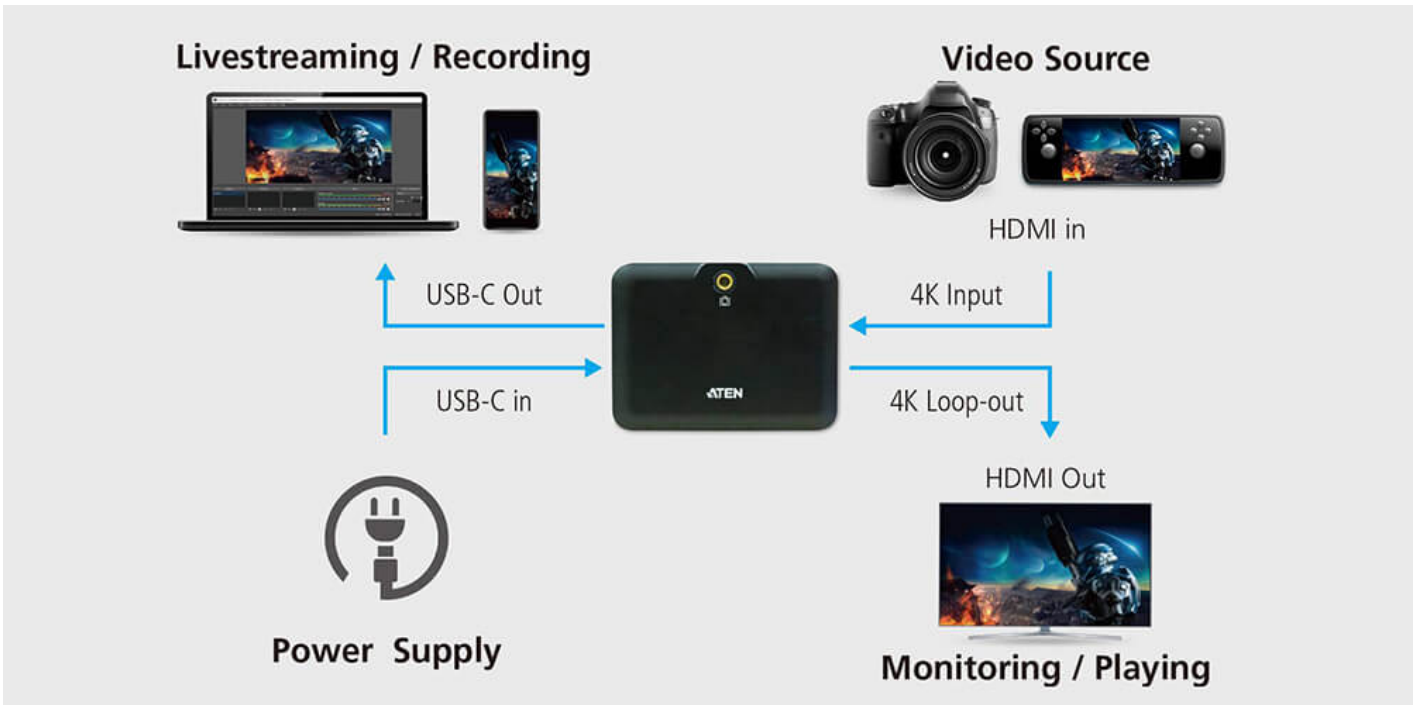 Livestreaming / Recording
Video Source
HDMI in
USB-C Out
4K Input
ATEN
USB-C in
4K Loop-out
HDMI Out
Power Supply
Monitoring / Playing